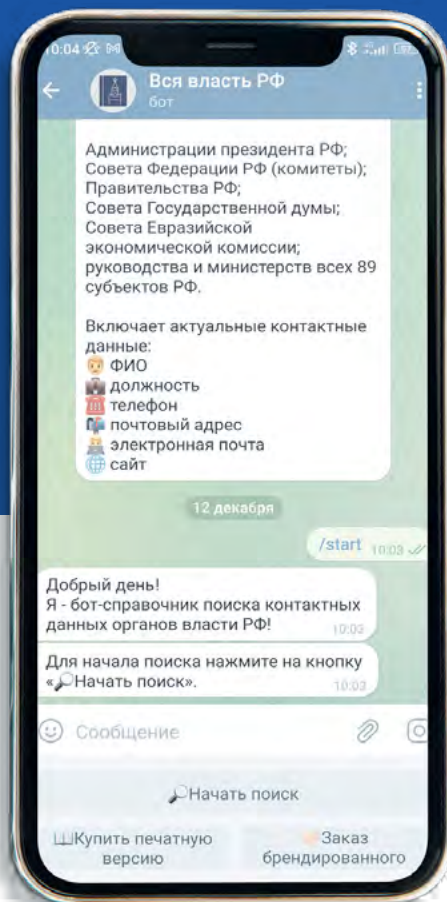 10:04
Вся власть РФ
бот
Администрации президента РФ;
Совета Федерации РФ (комитеты);
Правительства РФ;
Совета Государственной думы;
Совета Евразийской
экономической комиссии;
руководства и министерств всех 89
субъектов РФ.
Включает актуальные контактные
данные:
ФИО
должность
телефон
почтовый адрес
электронная почта
сайт
12 декабря
/start 10:03
Добрый день!
Я - бот-справочник поиска контактных
данных органов власти РФ!
10:03
Для начала поиска нажмите на кнопку
«🔎Начать поиск».
10:03
Сообщение
🔎Начать поиск
Купить печатную
версию
Заказ
брендированного